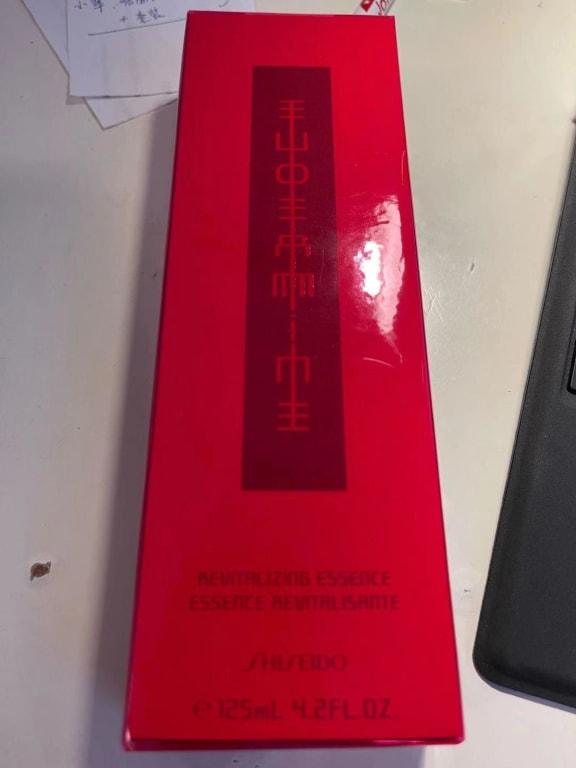 EUDERMINE
REVITALIZING ESSENCE
ESSENCE REVITALISANTE
SHISEIDO
℮ 125mL 4.2FL.OZ.